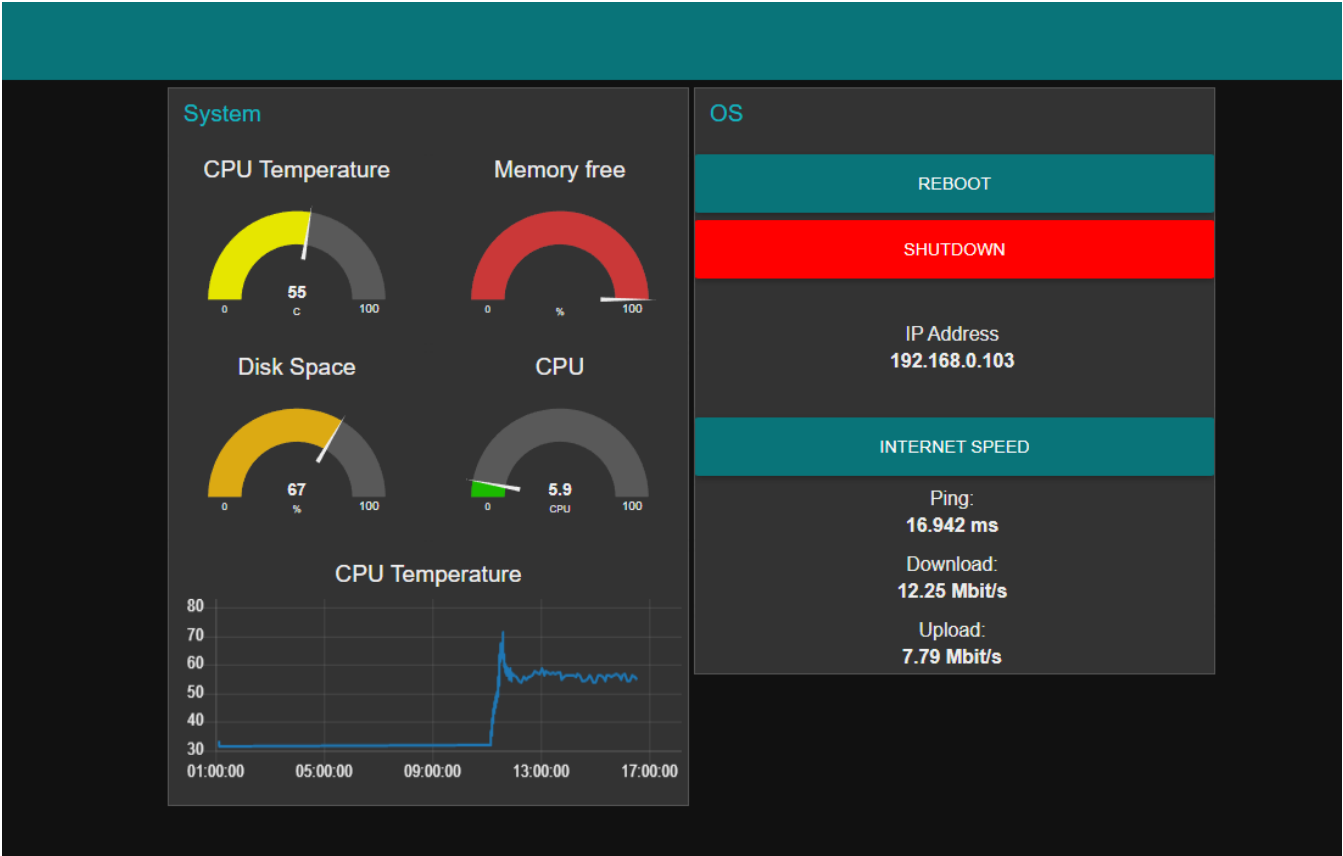 System
CPU Temperature
Memory free
55
C
0
100
%
0
100
Disk Space
CPU
67
%
0
100
5.9
CPU
0
100
CPU Temperature
80
70
60
50
40
30
01:00:00
05:00:00
09:00:00
13:00:00
17:00:00
OS
REBOOT
SHUTDOWN
IP Address
192.168.0.103
INTERNET SPEED
Ping:
16.942 ms
Download:
12.25 Mbit/s
Upload:
7.79 Mbit/s